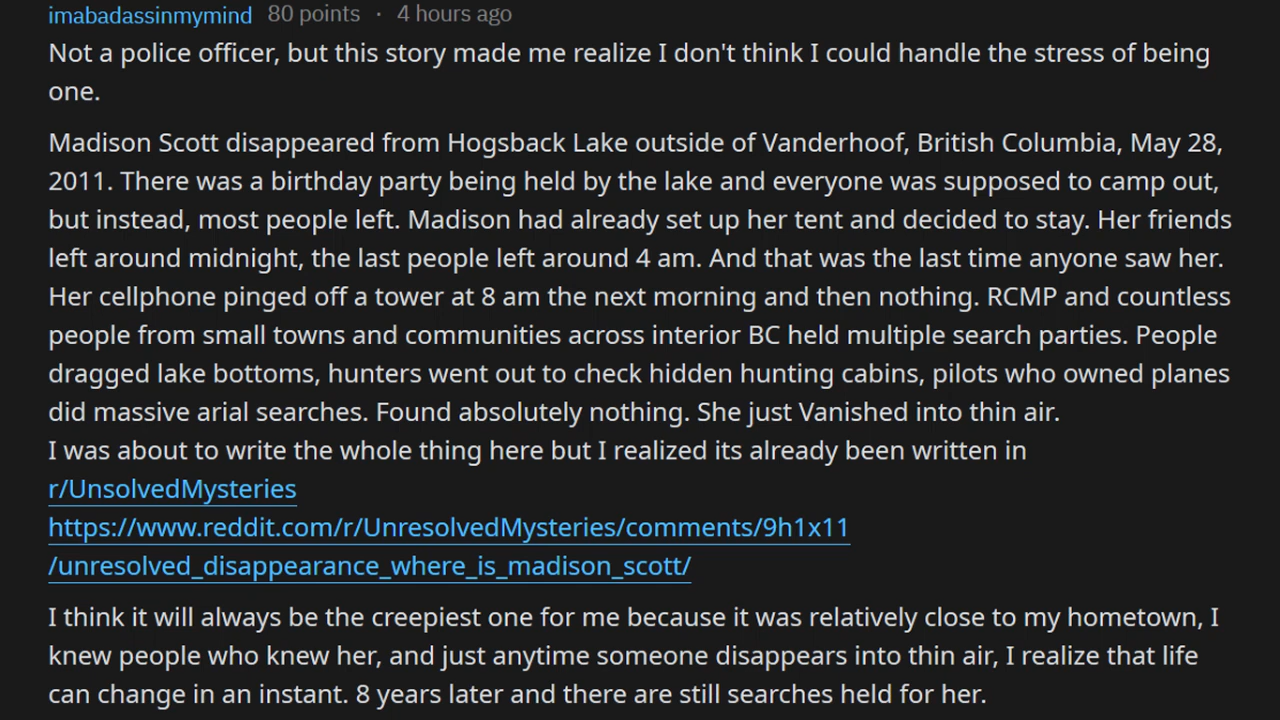 imabadassinmymind 80 points · 4 hours ago
Not a police officer, but this story made me realize I don't think I could handle the stress of being
one.
Madison Scott disappeared from Hogsback Lake outside of Vanderhoof, British Columbia, May 28,
2011. There was a birthday party being held by the lake and everyone was supposed to camp out,
but instead, most people left. Madison had already set up her tent and decided to stay. Her friends
left around midnight, the last people left around 4 am. And that was the last time anyone saw her.
Her cellphone pinged off a tower at 8 am the next morning and then nothing. RCMP and countless
people from small towns and communities across interior BC held multiple search parties. People
dragged lake bottoms, hunters went out to check hidden hunting cabins, pilots who owned planes
did massive arial searches. Found absolutely nothing. She just Vanished into thin air.
I was about to write the whole thing here but I realized its already been written in
r/UnsolvedMysteries
https://www.reddit.com/r/UnresolvedMysteries/comments/9h1x11
/unresolved_disappearance_where_is_madison_scott/
I think it will always be the creepiest one for me because it was relatively close to my hometown, I
knew people who knew her, and just anytime someone disappears into thin air, I realize that life
can change in an instant. 8 years later and there are still searches held for her.